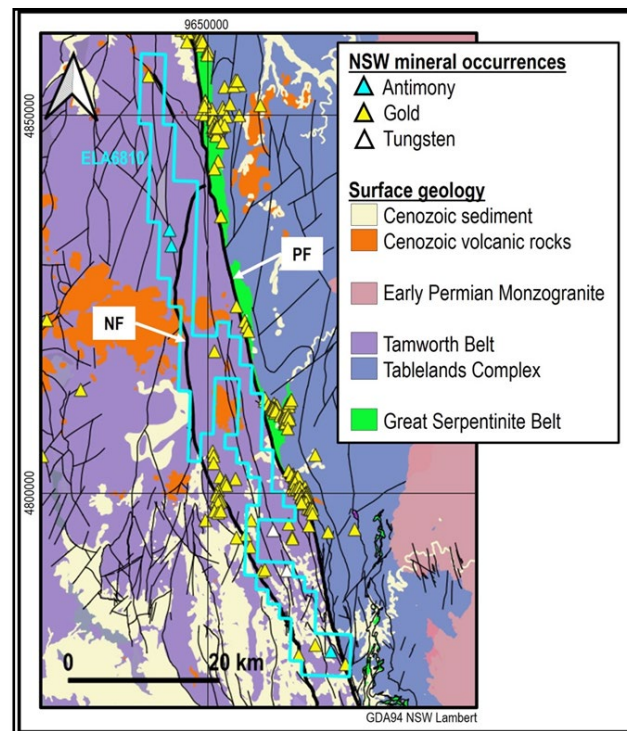 9650000
NSW mineral occurrences
Antimony
Gold
Tungsten
Surface geology
Cenozoic sediment
Cenozoic volcanic rocks
Early Permian Monzogranite
Tamworth Belt
Tablelands Complex
Great Serpentinite Belt
4850000
ELA6810
PF
NF
4800000
0
20 km
GDA94 NSW Lambert